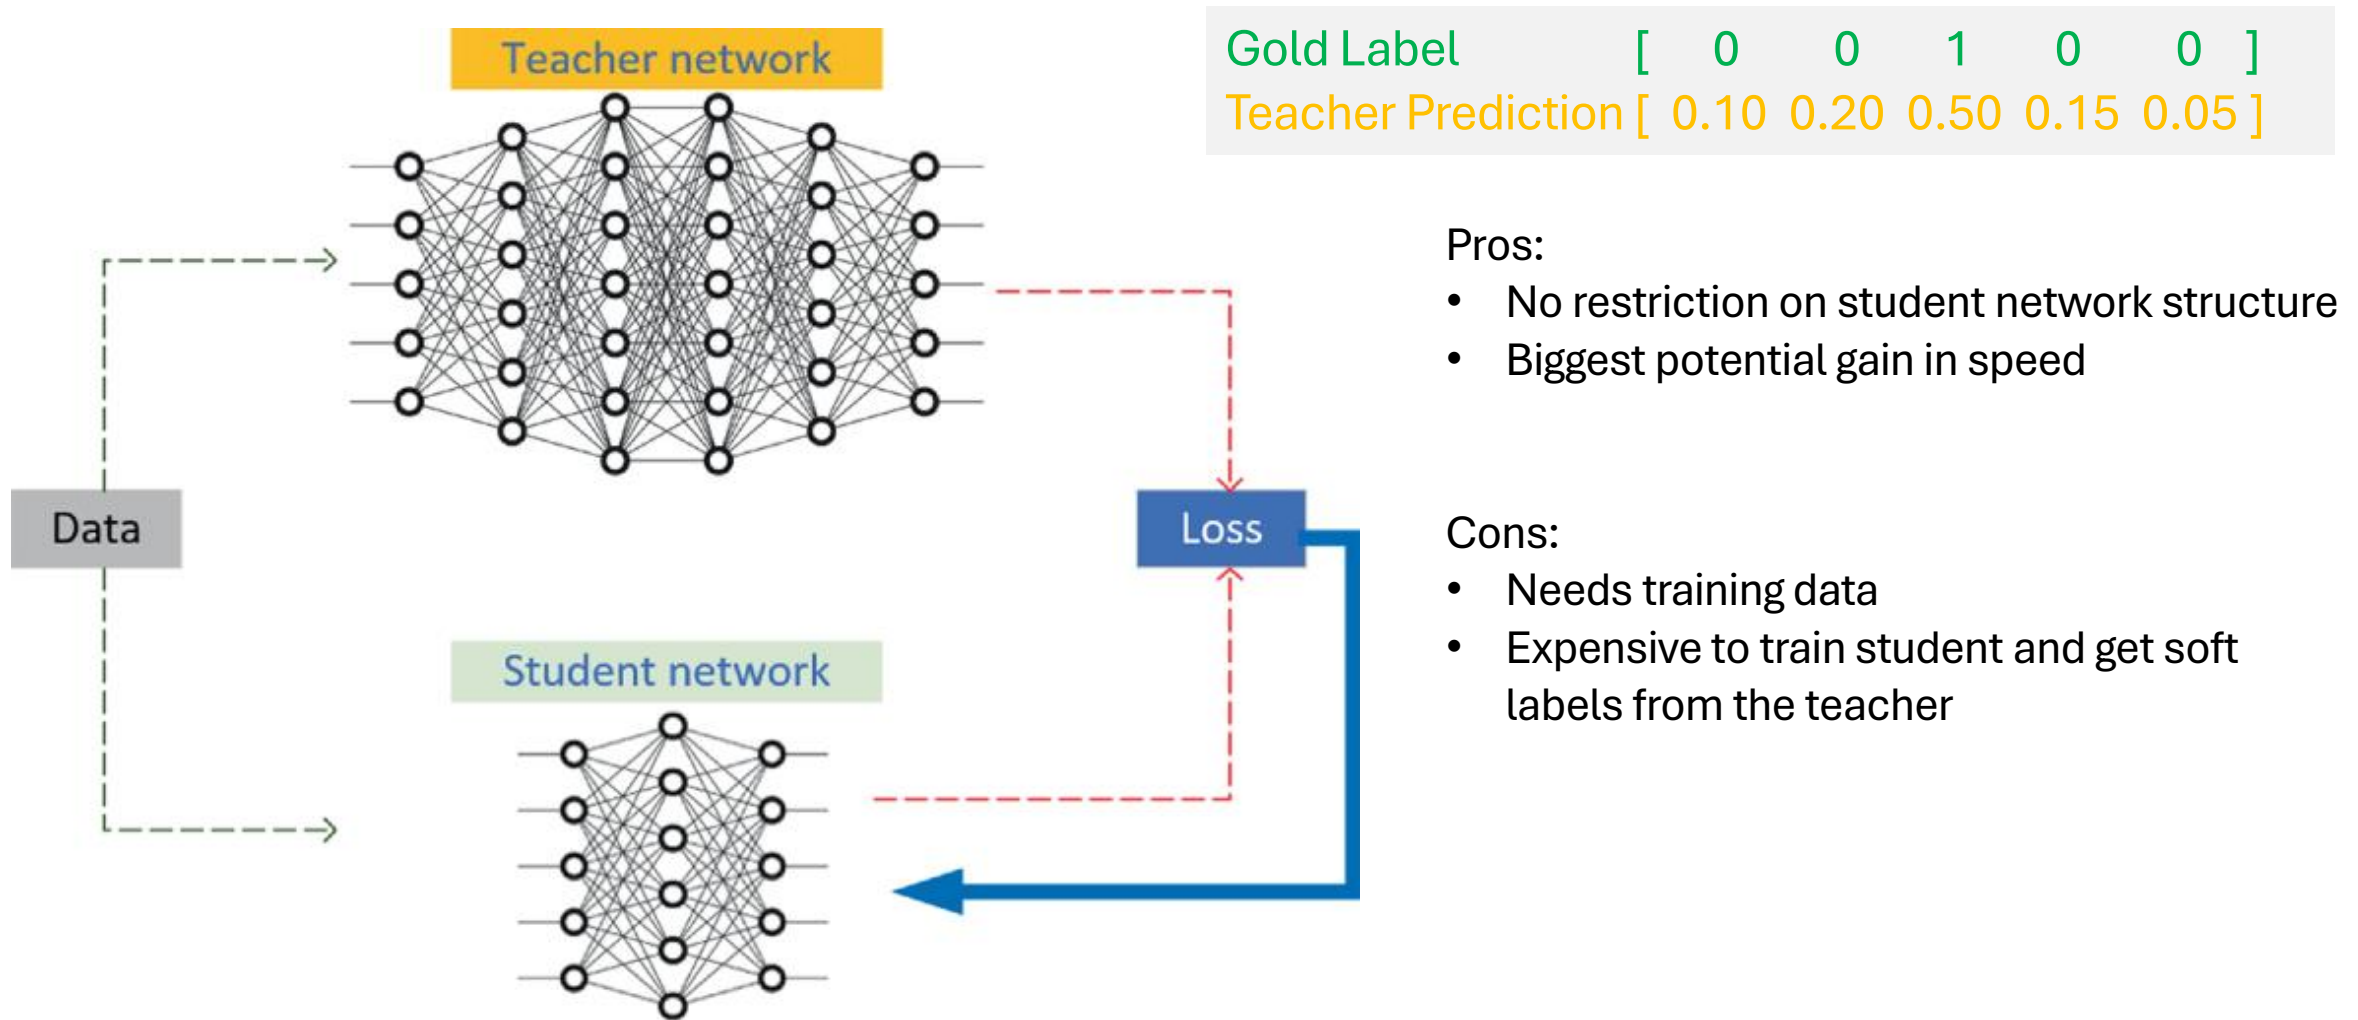 Teacher network
Gold Label [ 0 0 1 0 0 ]
Teacher Prediction [ 0.10 0.20 0.50 0.15 0.05 ]
Pros:
• No restriction on student network structure
• Biggest potential gain in speed
Data
Loss
Cons:
• Needs training data
• Expensive to train student and get soft
labels from the teacher
Student network